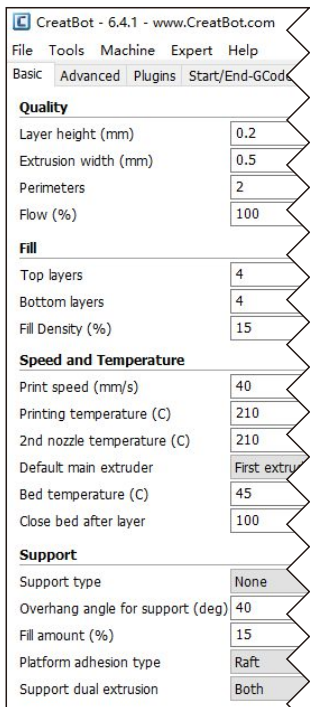 CreatBot - 6.4.1 - www.CreatBot.com
File Tools Machine Expert Help
Basic Advanced Plugins Start/End-GCode
Quality
Layer height (mm) 0.2
Extrusion width (mm) 0.5
Perimeters 2
Flow (%) 100
Fill
Top layers 4
Bottom layers 4
Fill Density (%) 15
Speed and Temperature
Print speed (mm/s) 40
Printing temperature (C) 210
2nd nozzle temperature (C) 210
Default main extruder First extru
Bed temperature (C) 45
Close bed after layer 100
Support
Support type None
Overhang angle for support (deg) 40
Fill amount (%) 15
Platform adhesion type Raft
Support dual extrusion Both